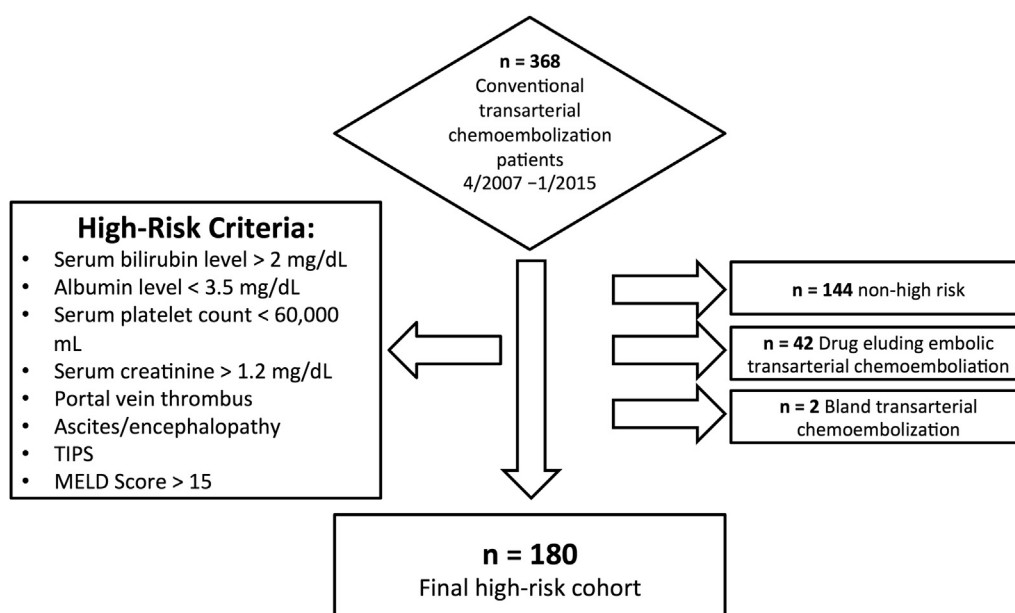 n = 368
Conventional
transarterial
chemoembolization
patients
4/2007 −1/2015
High-Risk Criteria:
• Serum bilirubin level > 2 mg/dL
• Albumin level < 3.5 mg/dL
• Serum platelet count < 60,000
mL
• Serum creatinine > 1.2 mg/dL
• Portal vein thrombus
• Ascites/encephalopathy
• TIPS
• MELD Score > 15
n = 144 non-high risk
n = 42 Drug eluding embolic
transarterial chemoemboliation
n = 2 Bland transarterial
chemoembolization
n = 180
Final high-risk cohort